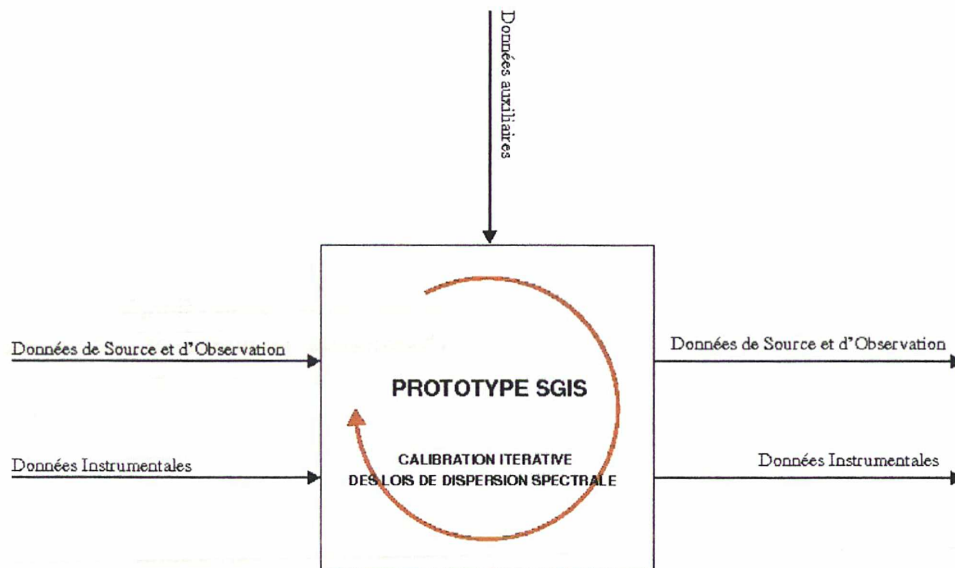 Données auxiliaires
Données de Source et d'Observation
Données de Source et d'Observation
PROTOTYPE SGIS
Données Instrumentales
CALIBRATION ITERATIVE
Données Instrumentales
DES LOIS DE DISPERSION SPECTRALE